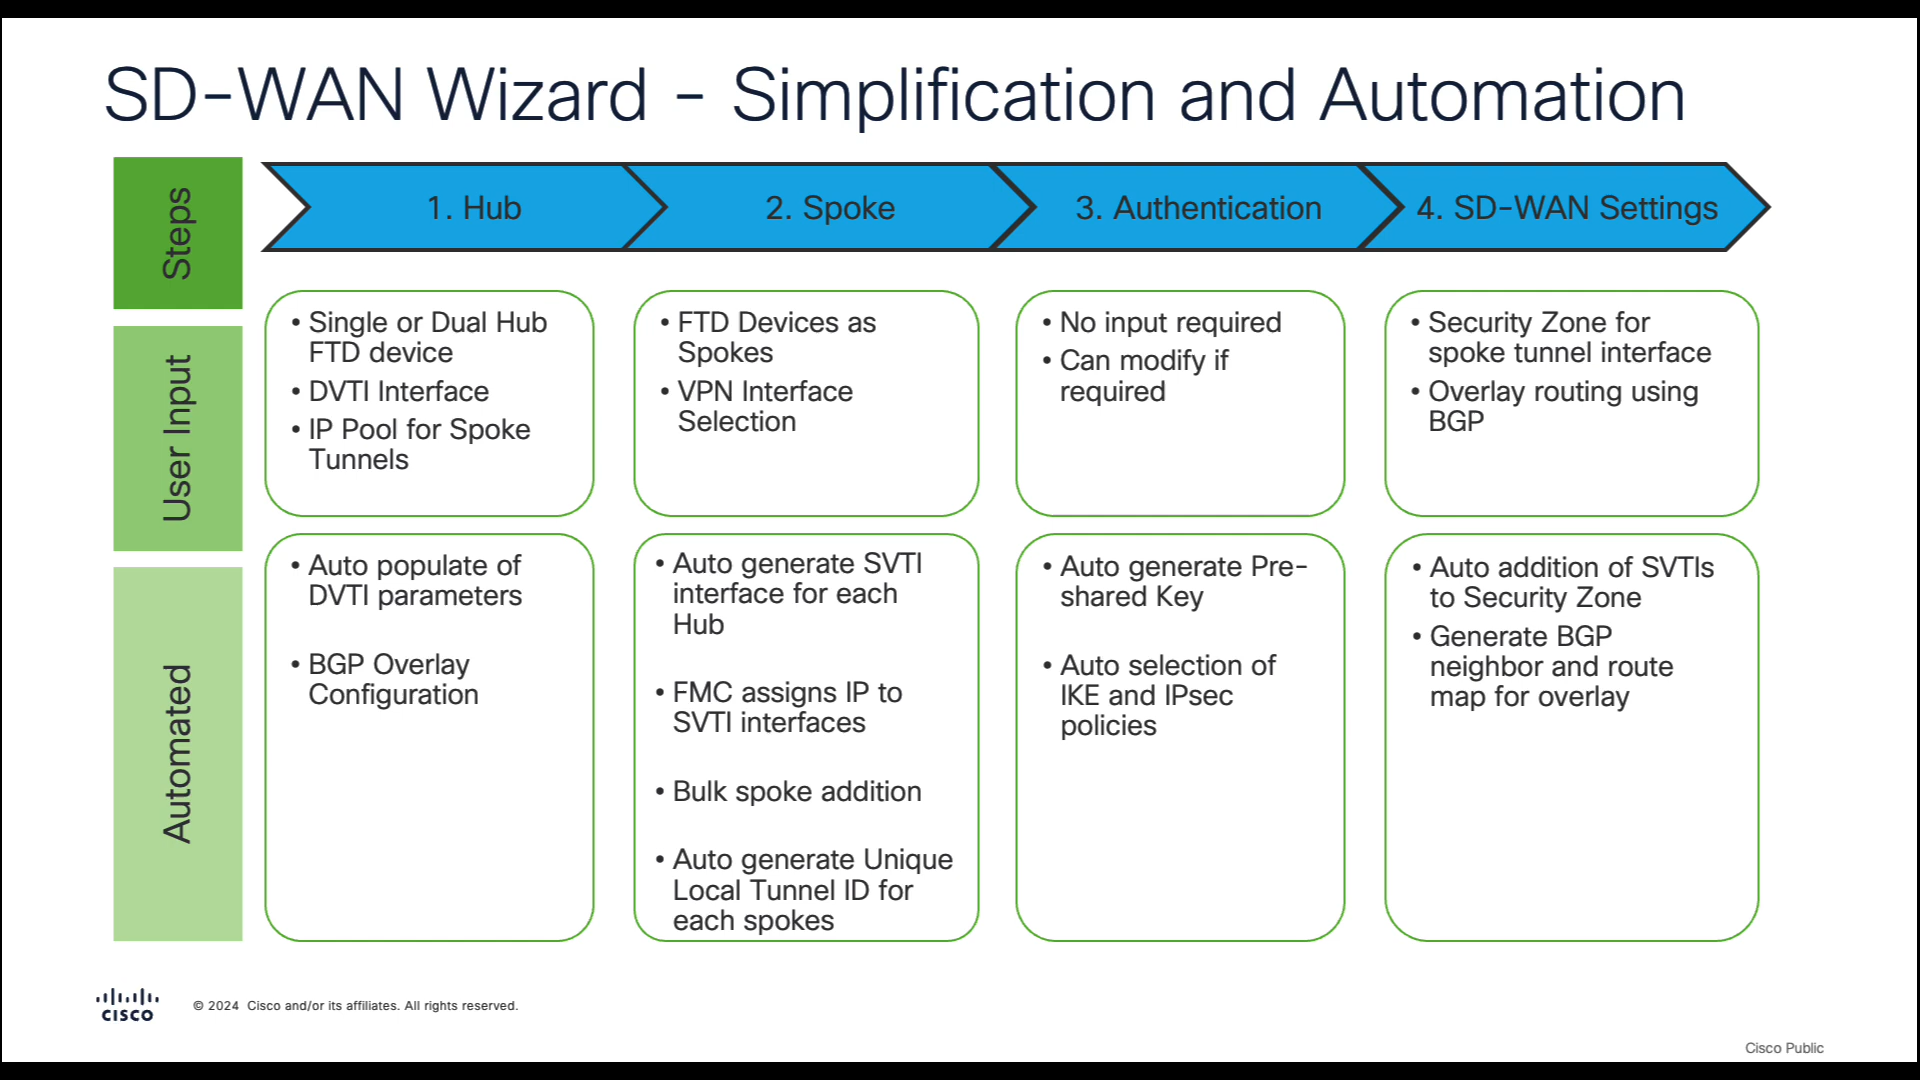 SD-WAN Wizard - Simplification and Automation
Steps
1. Hub
2. Spoke
3. Authentication
4. SD-WAN Settings
User Input
• Single or Dual Hub
FTD device
• DVTI Interface
• IP Pool for Spoke
Tunnels
• FTD Devices as
Spokes
• VPN Interface
Selection
• No input required
• Can modify if
required
• Security Zone for
spoke tunnel interface
• Overlay routing using
BGP
Automated
• Auto populate of
DVTI parameters
• BGP Overlay
Configuration
• Auto generate SVTI
interface for each
Hub
• FMC assigns IP to
SVTI interfaces
• Bulk spoke addition
• Auto generate Unique
Local Tunnel ID for
each spokes
• Auto generate Pre-
shared Key
• Auto selection of
IKE and IPsec
policies
• Auto addition of SVTIs
to Security Zone
• Generate BGP
neighbor and route
map for overlay
CISCO
© 2024 Cisco and/or its affiliates. All rights reserved.
Cisco Public